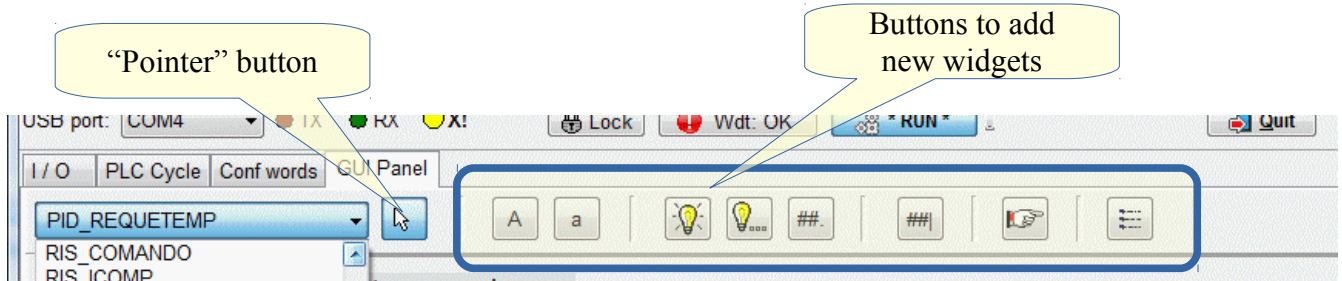 “Pointer” button
Buttons to add
new widgets
USB port: COM4 TX RX X! Lock Wdt: OK * RUN * Quit
I / O PLC Cycle Conf words GUI Panel
PID_REQUETEMP A a ##. ##|
RIS_COMANDO
RIS_ICOMP